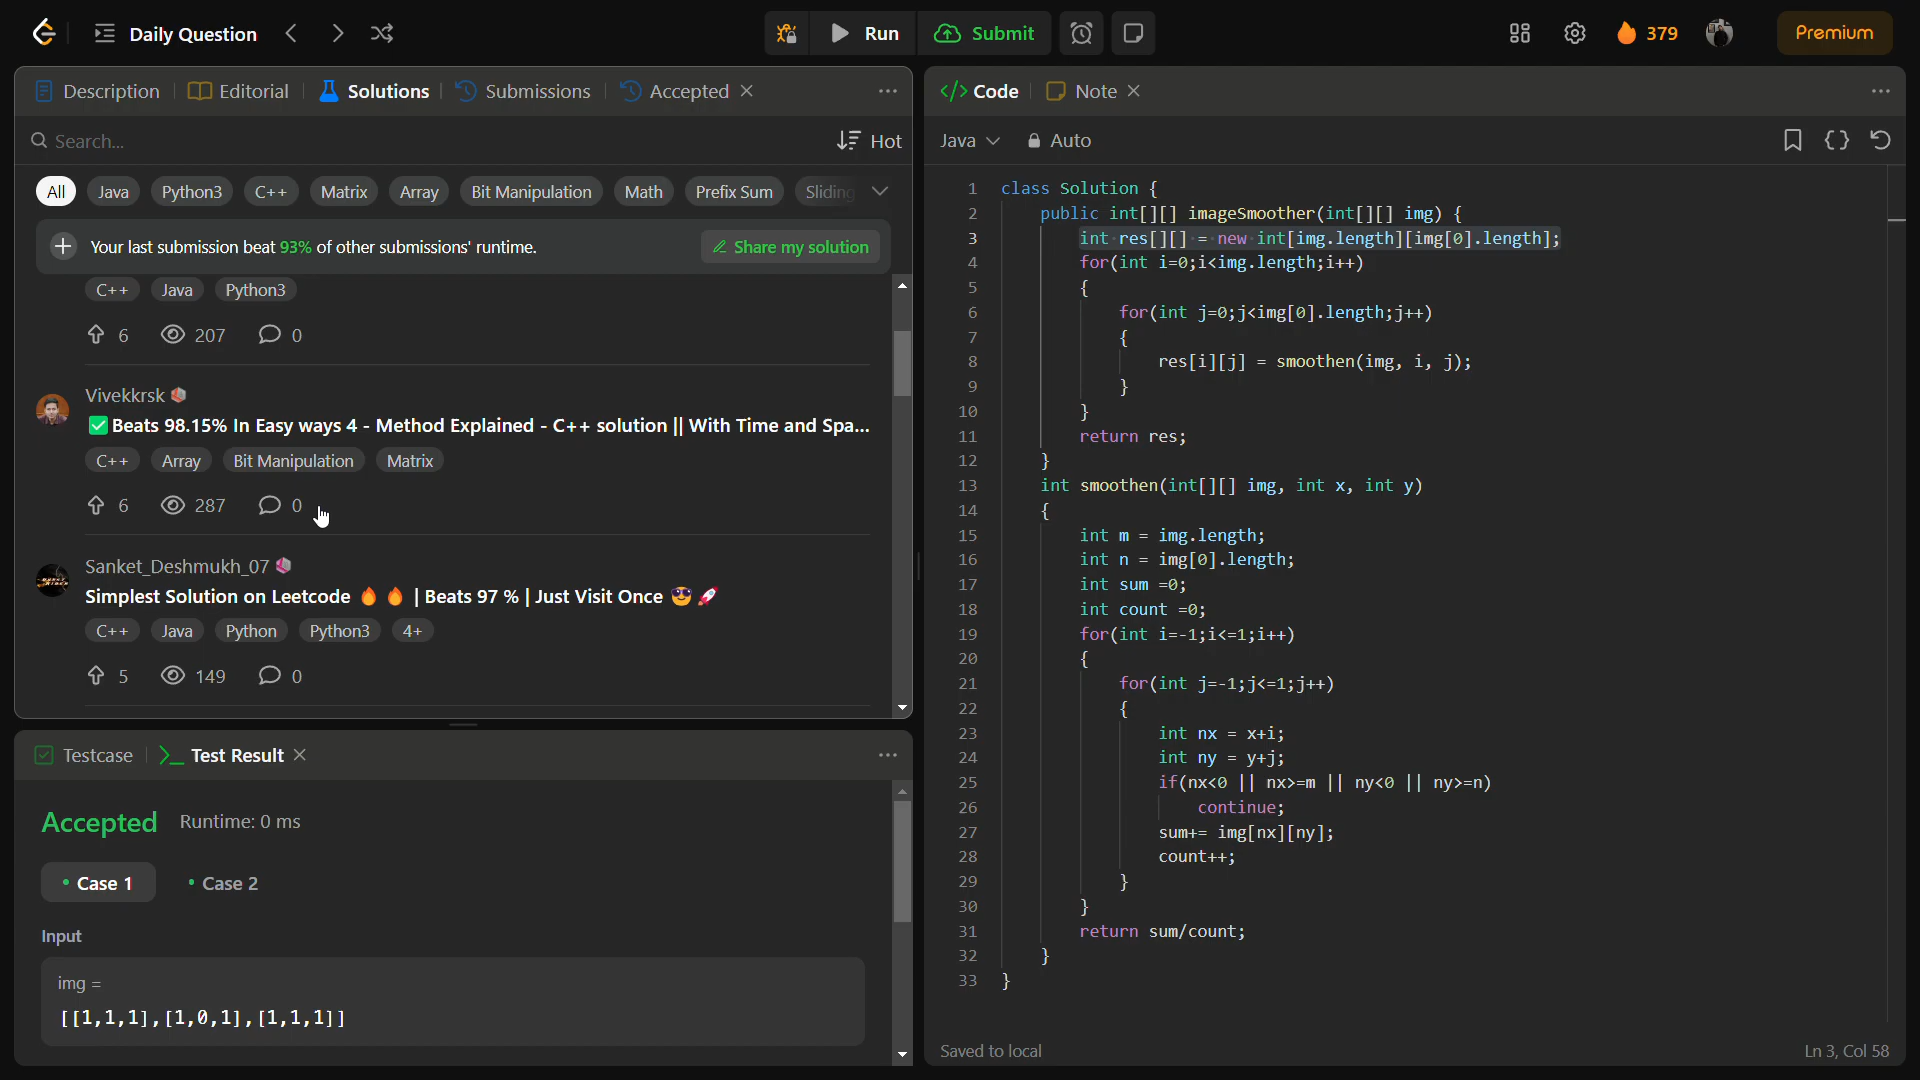 Daily Question
Run
Submit
379
Premium
Description
Editorial
Solutions
Submissions
Accepted
Search...
Hot
All
Java
Python3
C++
Matrix
Array
Bit Manipulation
Math
Prefix Sum
Sliding
Your last submission beat 93% of other submissions' runtime.
Share my solution
C++
Java
Python3
6
207
0
Vivekkrsk
✅Beats 98.15% In Easy ways 4 - Method Explained - C++ solution || With Time and Spa...
C++
Array
Bit Manipulation
Matrix
6
287
0
Sanket_Deshmukh_07
Simplest Solution on Leetcode 🔥 🔥 | Beats 97 % | Just Visit Once 😎 🚀
C++
Java
Python
Python3
4+
5
149
0
Testcase
Test Result
Accepted
Runtime: 0 ms
Case 1
Case 2
Input
img =
[[1,1,1],[1,0,1],[1,1,1]]
Code
Note
Java
Auto
1 class Solution {
2 public int[][] imageSmoother(int[][] img) {
3 int res[][] = new int[img.length][img[0].length];
4 for(int i=0;i<img.length;i++)
5 {
6 for(int j=0;j<img[0].length;j++)
7 {
8 res[i][j] = smoothen(img, i, j);
9 }
10 }
11 return res;
12 }
13 int smoothen(int[][] img, int x, int y)
14 {
15 int m = img.length;
16 int n = img[0].length;
17 int sum =0;
18 int count =0;
19 for(int i=-1;i<=1;i++)
20 {
21 for(int j=-1;j<=1;j++)
22 {
23 int nx = x+i;
24 int ny = y+j;
25 if(nx<0 || nx>=m || ny<0 || ny>=n)
26 continue;
27 sum+= img[nx][ny];
28 count++;
29 }
30 }
31 return sum/count;
32 }
33 }
Saved to local
Ln 3, Col 58